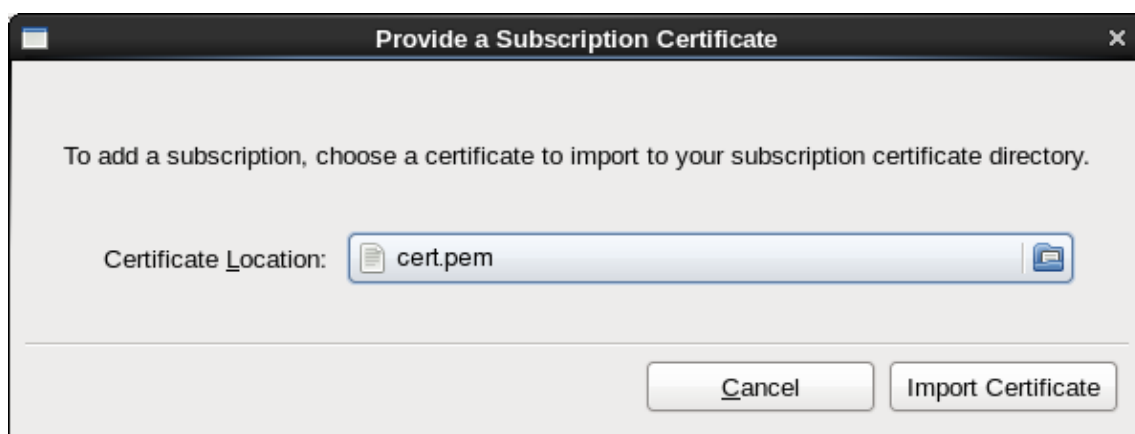 Provide a Subscription Certificate
To add a subscription, choose a certificate to import to your subscription certificate directory.
Certificate Location: cert.pem
Cancel Import Certificate